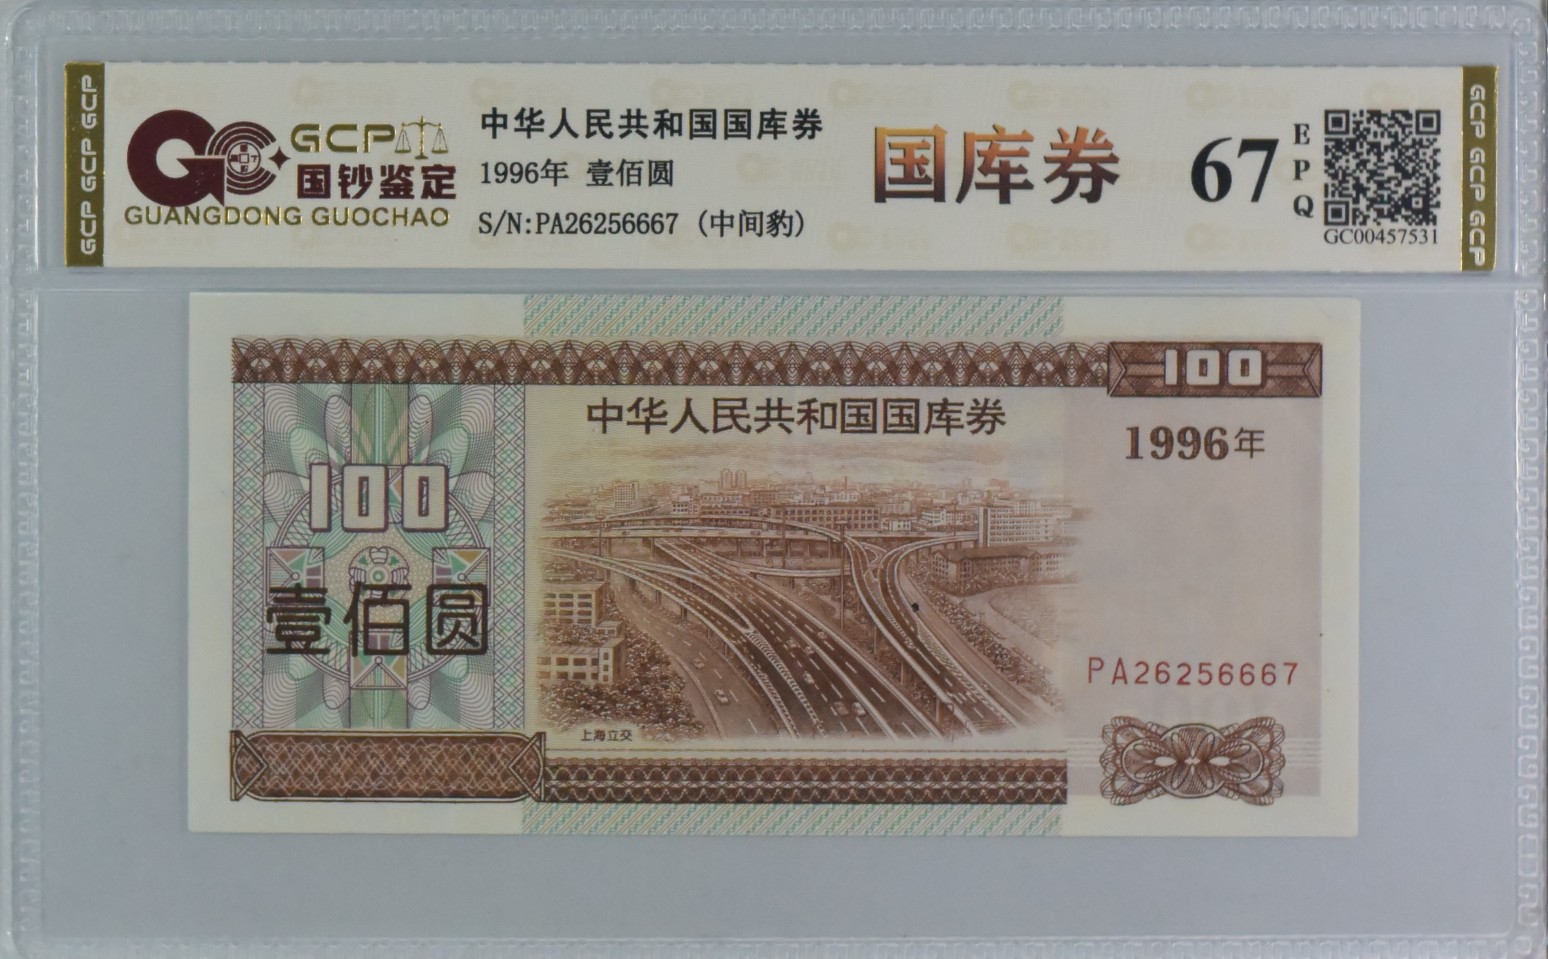 GCP GCP GCP
GCP
国钞鉴定
GUANGDONG GUOCHAO
中华人民共和国国库券
1996年 壹佰圆
S/N:PA26256667 (中间豹)
国库券
67
EPQ
GC00457531
GCP GCP GCP
100
中华人民共和国国库券
1996年
100
壹佰圆
PA26256667
上海立交